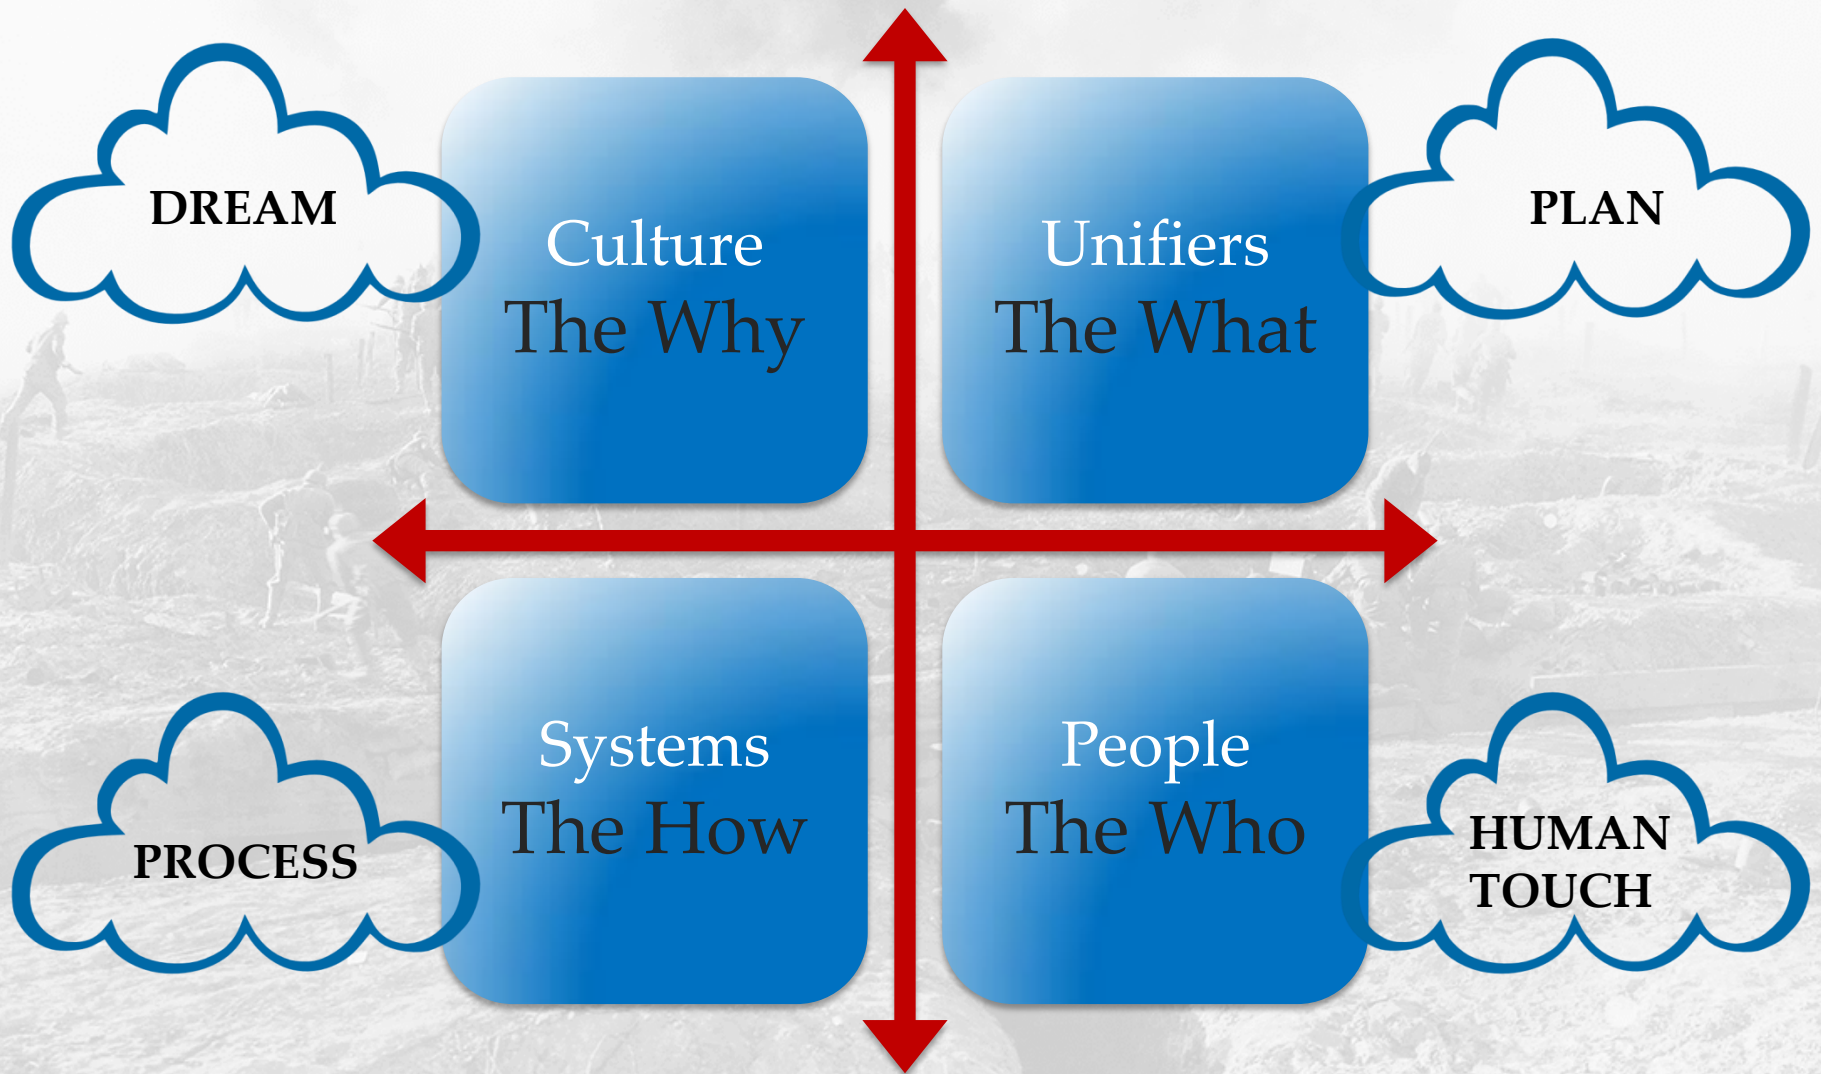 DREAM
Culture
The Why
Unifiers
The What
PLAN
PROCESS
Systems
The How
People
The Who
HUMAN
TOUCH